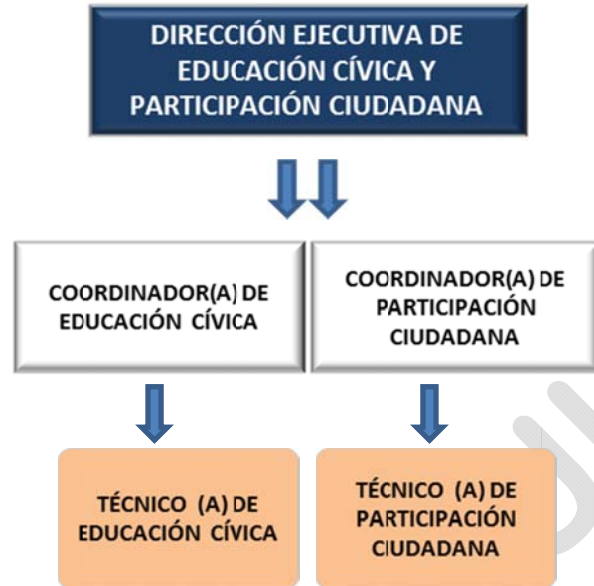 DIRECCIÓN EJECUTIVA DE
EDUCACIÓN CÍVICA Y
PARTICIPACIÓN CIUDADANA
COORDINADOR(A) DE
EDUCACIÓN CÍVICA
COORDINADOR(A) DE
PARTICIPACIÓN
CIUDADANA
TÉCNICO (A) DE
EDUCACIÓN CÍVICA
TÉCNICO (A) DE
PARTICIPACIÓN
CIUDADANA